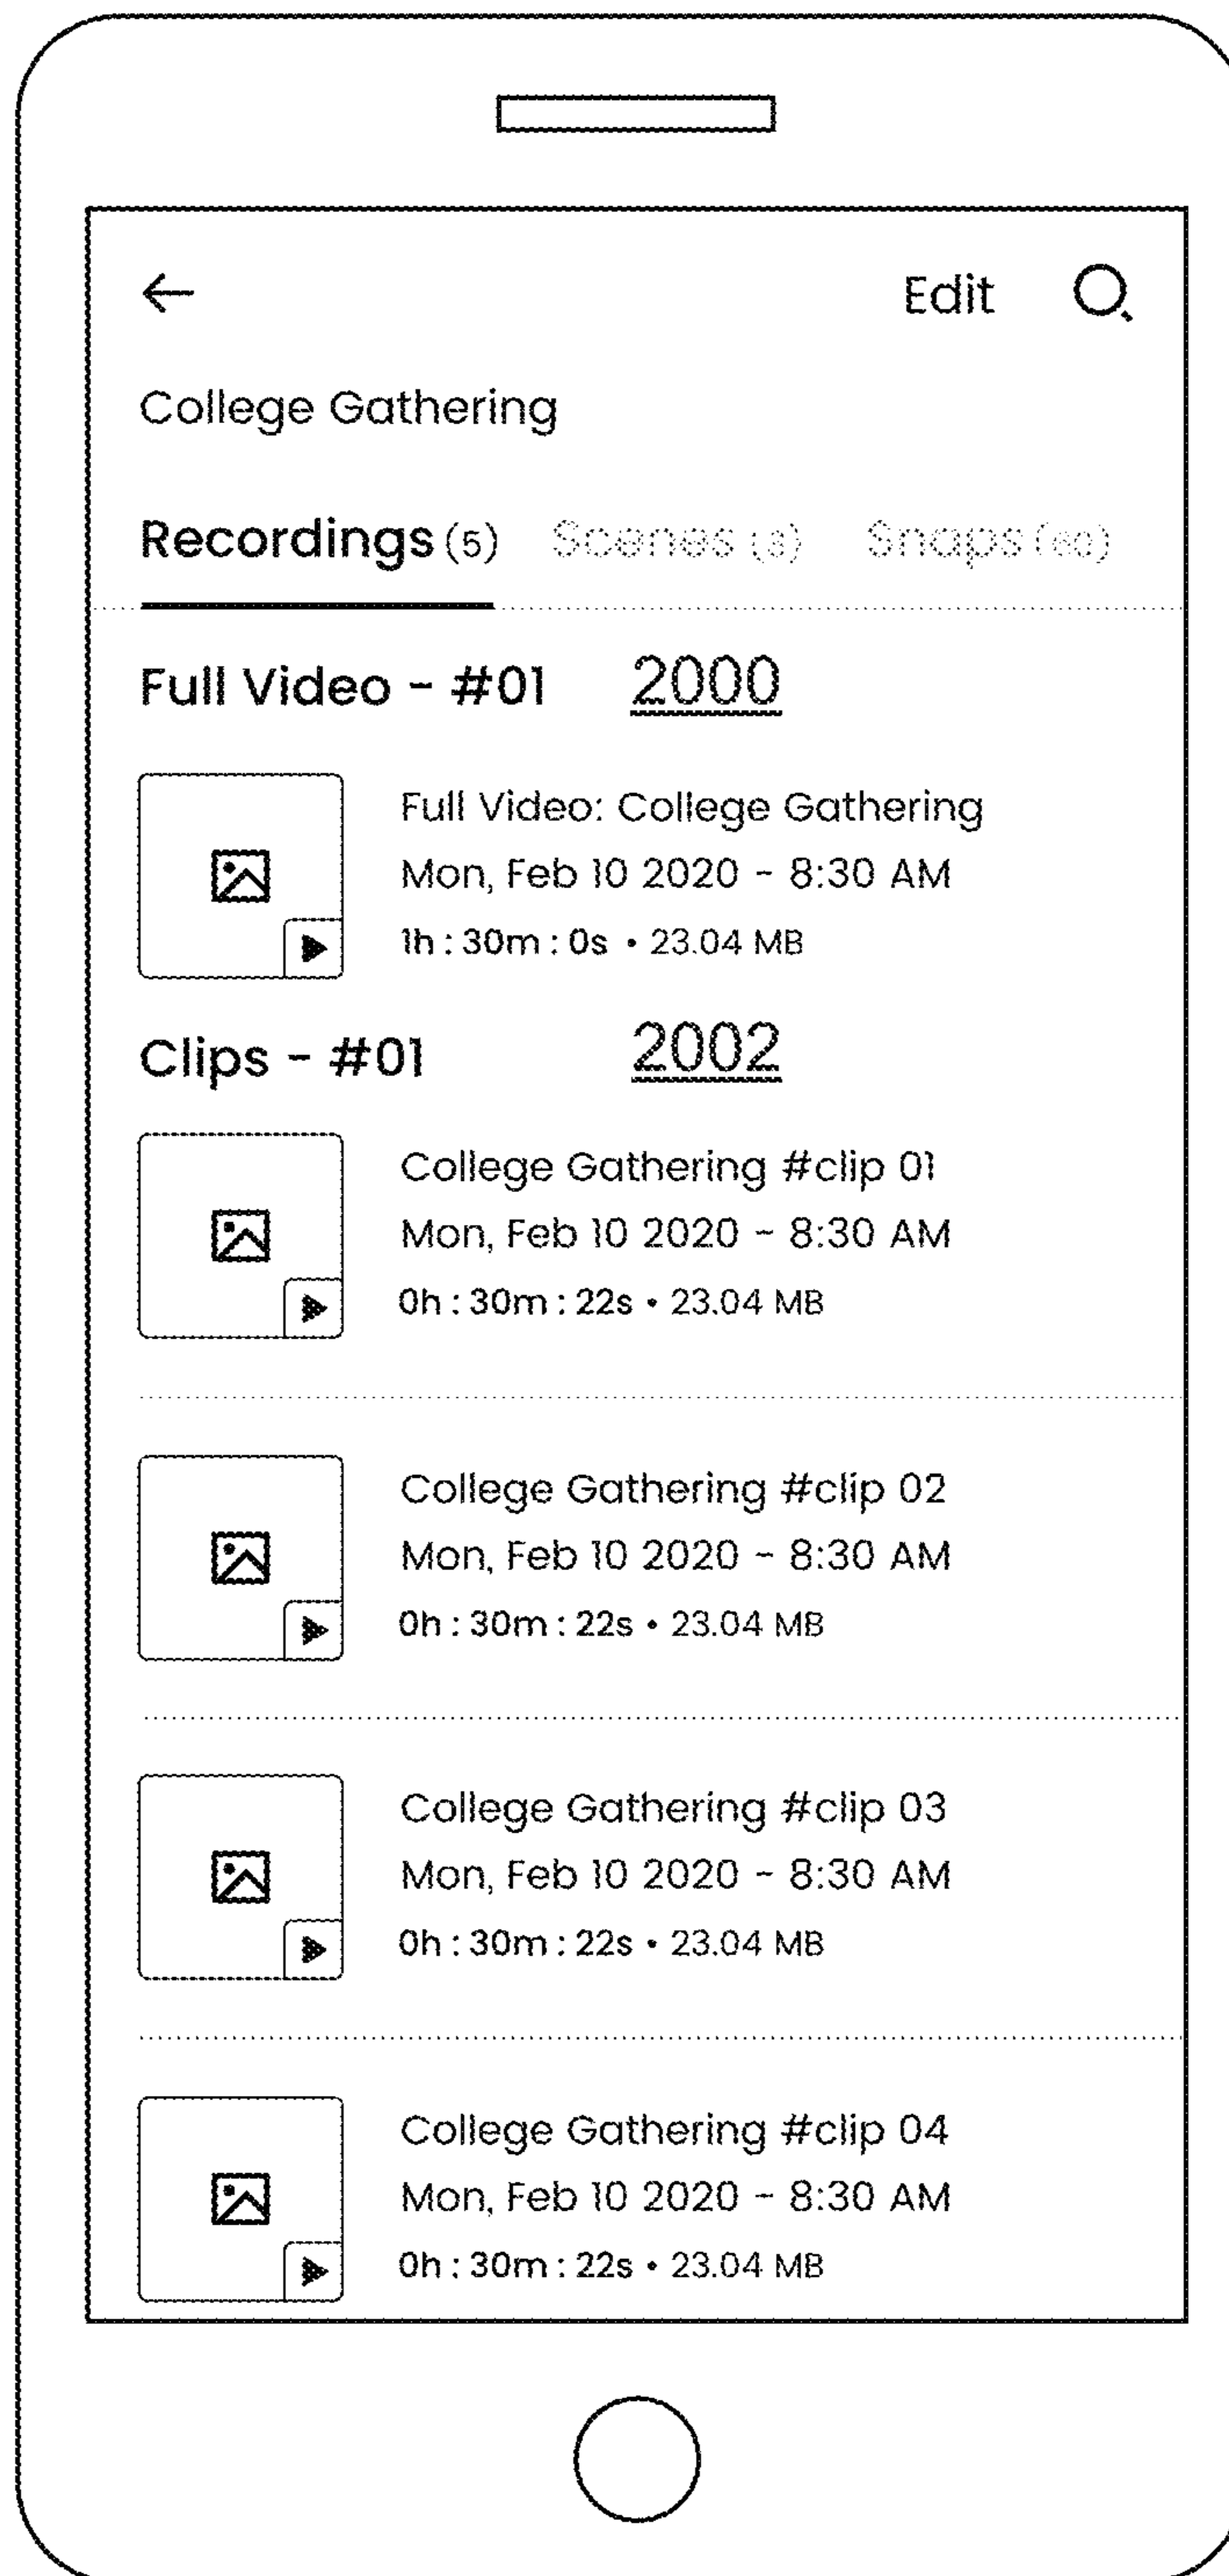 Edit
College Gathering
Recordings (5) Scenes (3) Snaps
Full Video - #01 2000
Full Video: College Gathering
Mon, Feb 10 2020 - 8:30 AM
1h : 30m : 0s • 23.04 MB
Clips - #01 2002
College Gathering #clip 01
Mon, Feb 10 2020 - 8:30 AM
0h : 30m : 22s • 23.04 MB
College Gathering #clip 02
Mon, Feb 10 2020 - 8:30 AM
0h : 30m : 22s • 23.04 MB
College Gathering #clip 03
Mon, Feb 10 2020 - 8:30 AM
0h : 30m : 22s • 23.04 MB
College Gathering #clip 04
Mon, Feb 10 2020 - 8:30 AM
0h : 30m : 22s • 23.04 MB